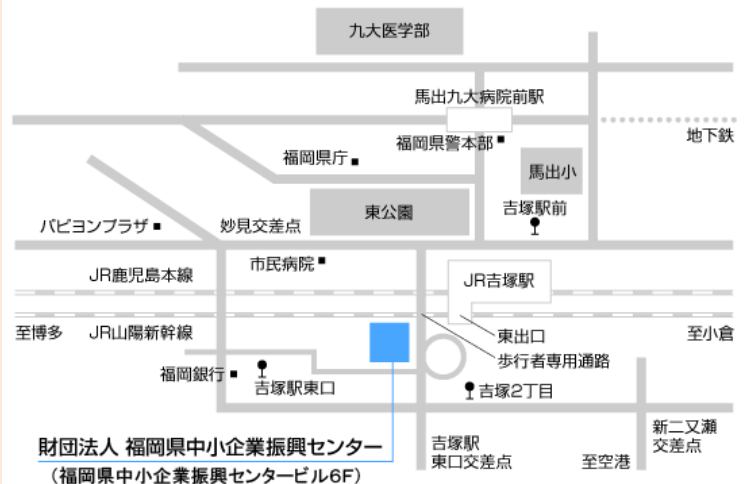 九大医学部
馬出九大病院前駅
地下鉄
福岡県警本部
福岡県庁
馬出小
東公園
吉塚駅前
パピヨンプラザ
妙見交差点
市民病院
JR鹿児島本線
JR吉塚駅
至博多
JR山陽新幹線
東出口
至小倉
歩行者専用通路
福岡銀行
吉塚駅東口
吉塚2丁目
財団法人 福岡県中小企業振興センター
(福岡県中小企業振興センタービル6F)
吉塚駅
東口交差点
至空港
新二又瀬
交差点